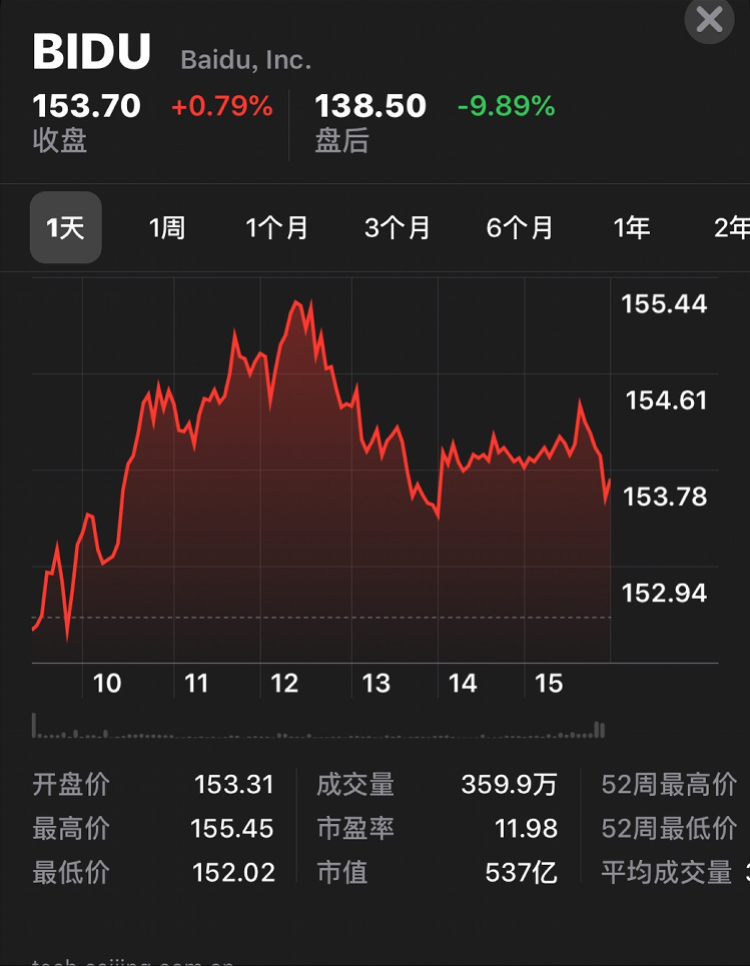 BIDU Baidu, Inc.
153.70 +0.79% 138.50 -9.89%
收盘 盘后
1天 1周 1个月 3个月 6个月 1年 2年
155.44
154.61
153.78
152.94
10 11 12 13 14 15
开盘价 153.31 成交量 359.9万 52周最高价
最高价 155.45 市盈率 11.98 52周最低价
最低价 152.02 市值 537亿 平均成交量